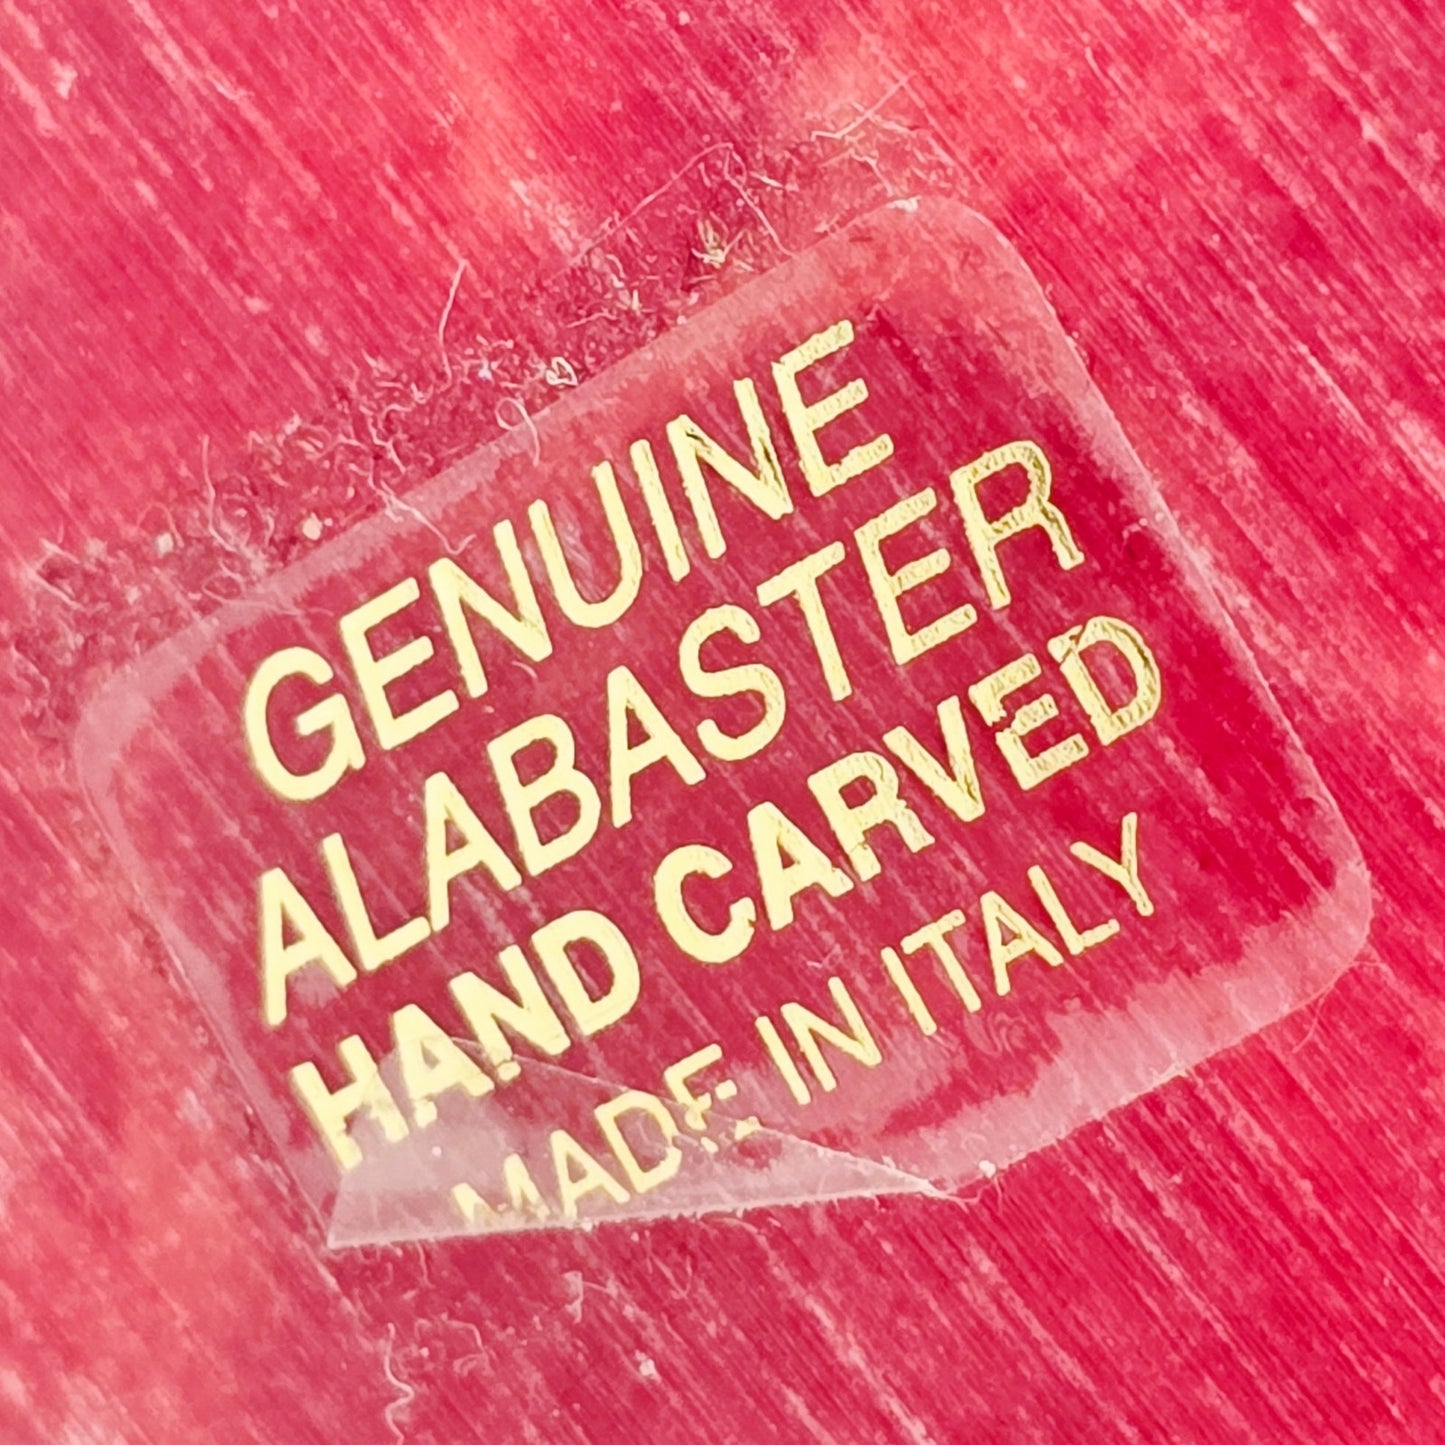 GENUINE
ALABASTER
HAND CARVED
MADE IN ITALY